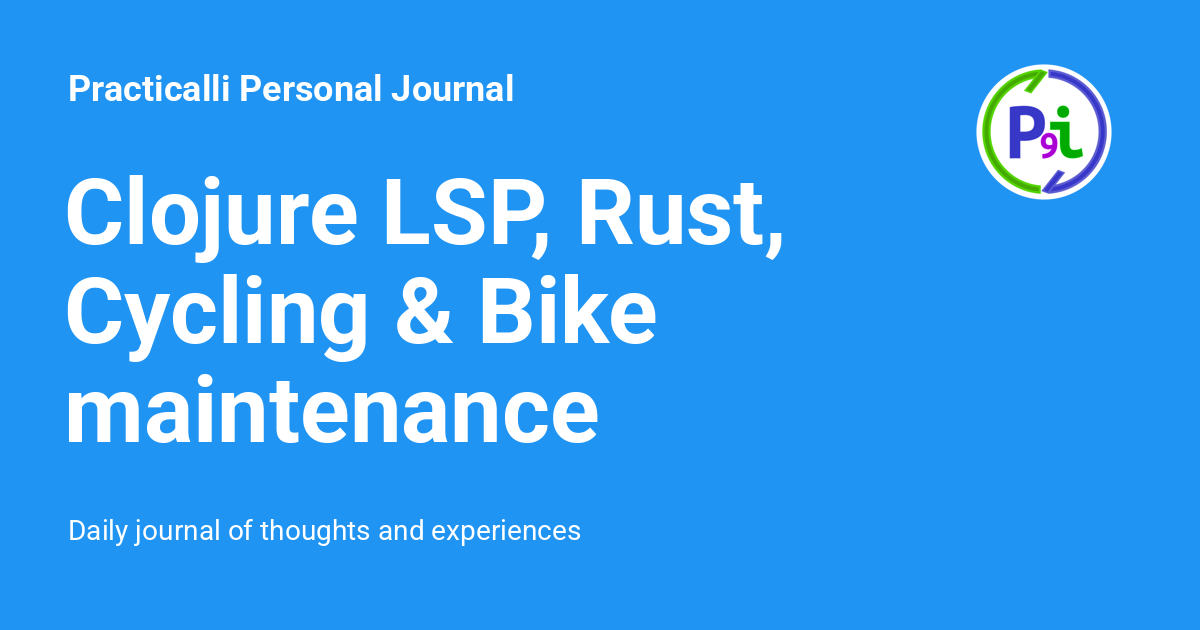 Practicalli Personal Journal
P9i
Clojure LSP, Rust,
Cycling & Bike
maintenance
Daily journal of thoughts and experiences